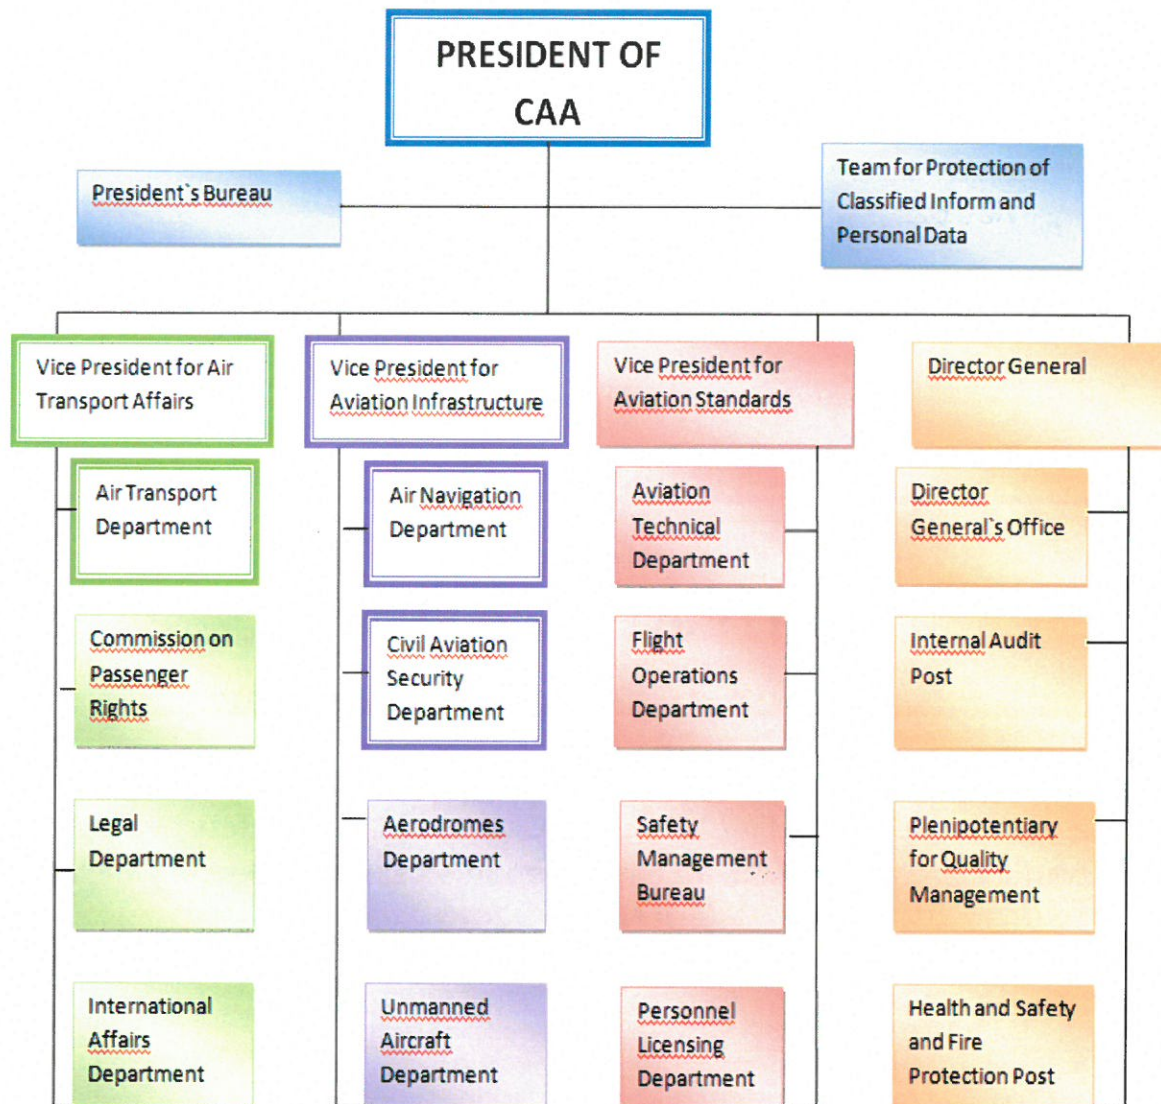 PRESIDENT OF
CAA
President`s Bureau
Team for Protection of
Classified Inform and
Personal Data
Vice President for Air
Transport Affairs
Vice President for
Aviation Infrastructure
Vice President for
Aviation Standards
Director General
Air Transport
Department
Air Navigation
Department
Aviation
Technical
Department
Director
General`s Office
Commission on
Passenger
Rights
Civil Aviation
Security
Department
Flight
Operations
Department
Internal Audit
Post
Legal
Department
Aerodromes
Department
Safety
Management
Bureau
Plenipotentiary
for Quality
Management
International
Affairs
Department
Unmanned
Aircraft
Department
Personnel
Licensing
Department
Health and Safety
and Fire
Protection Post